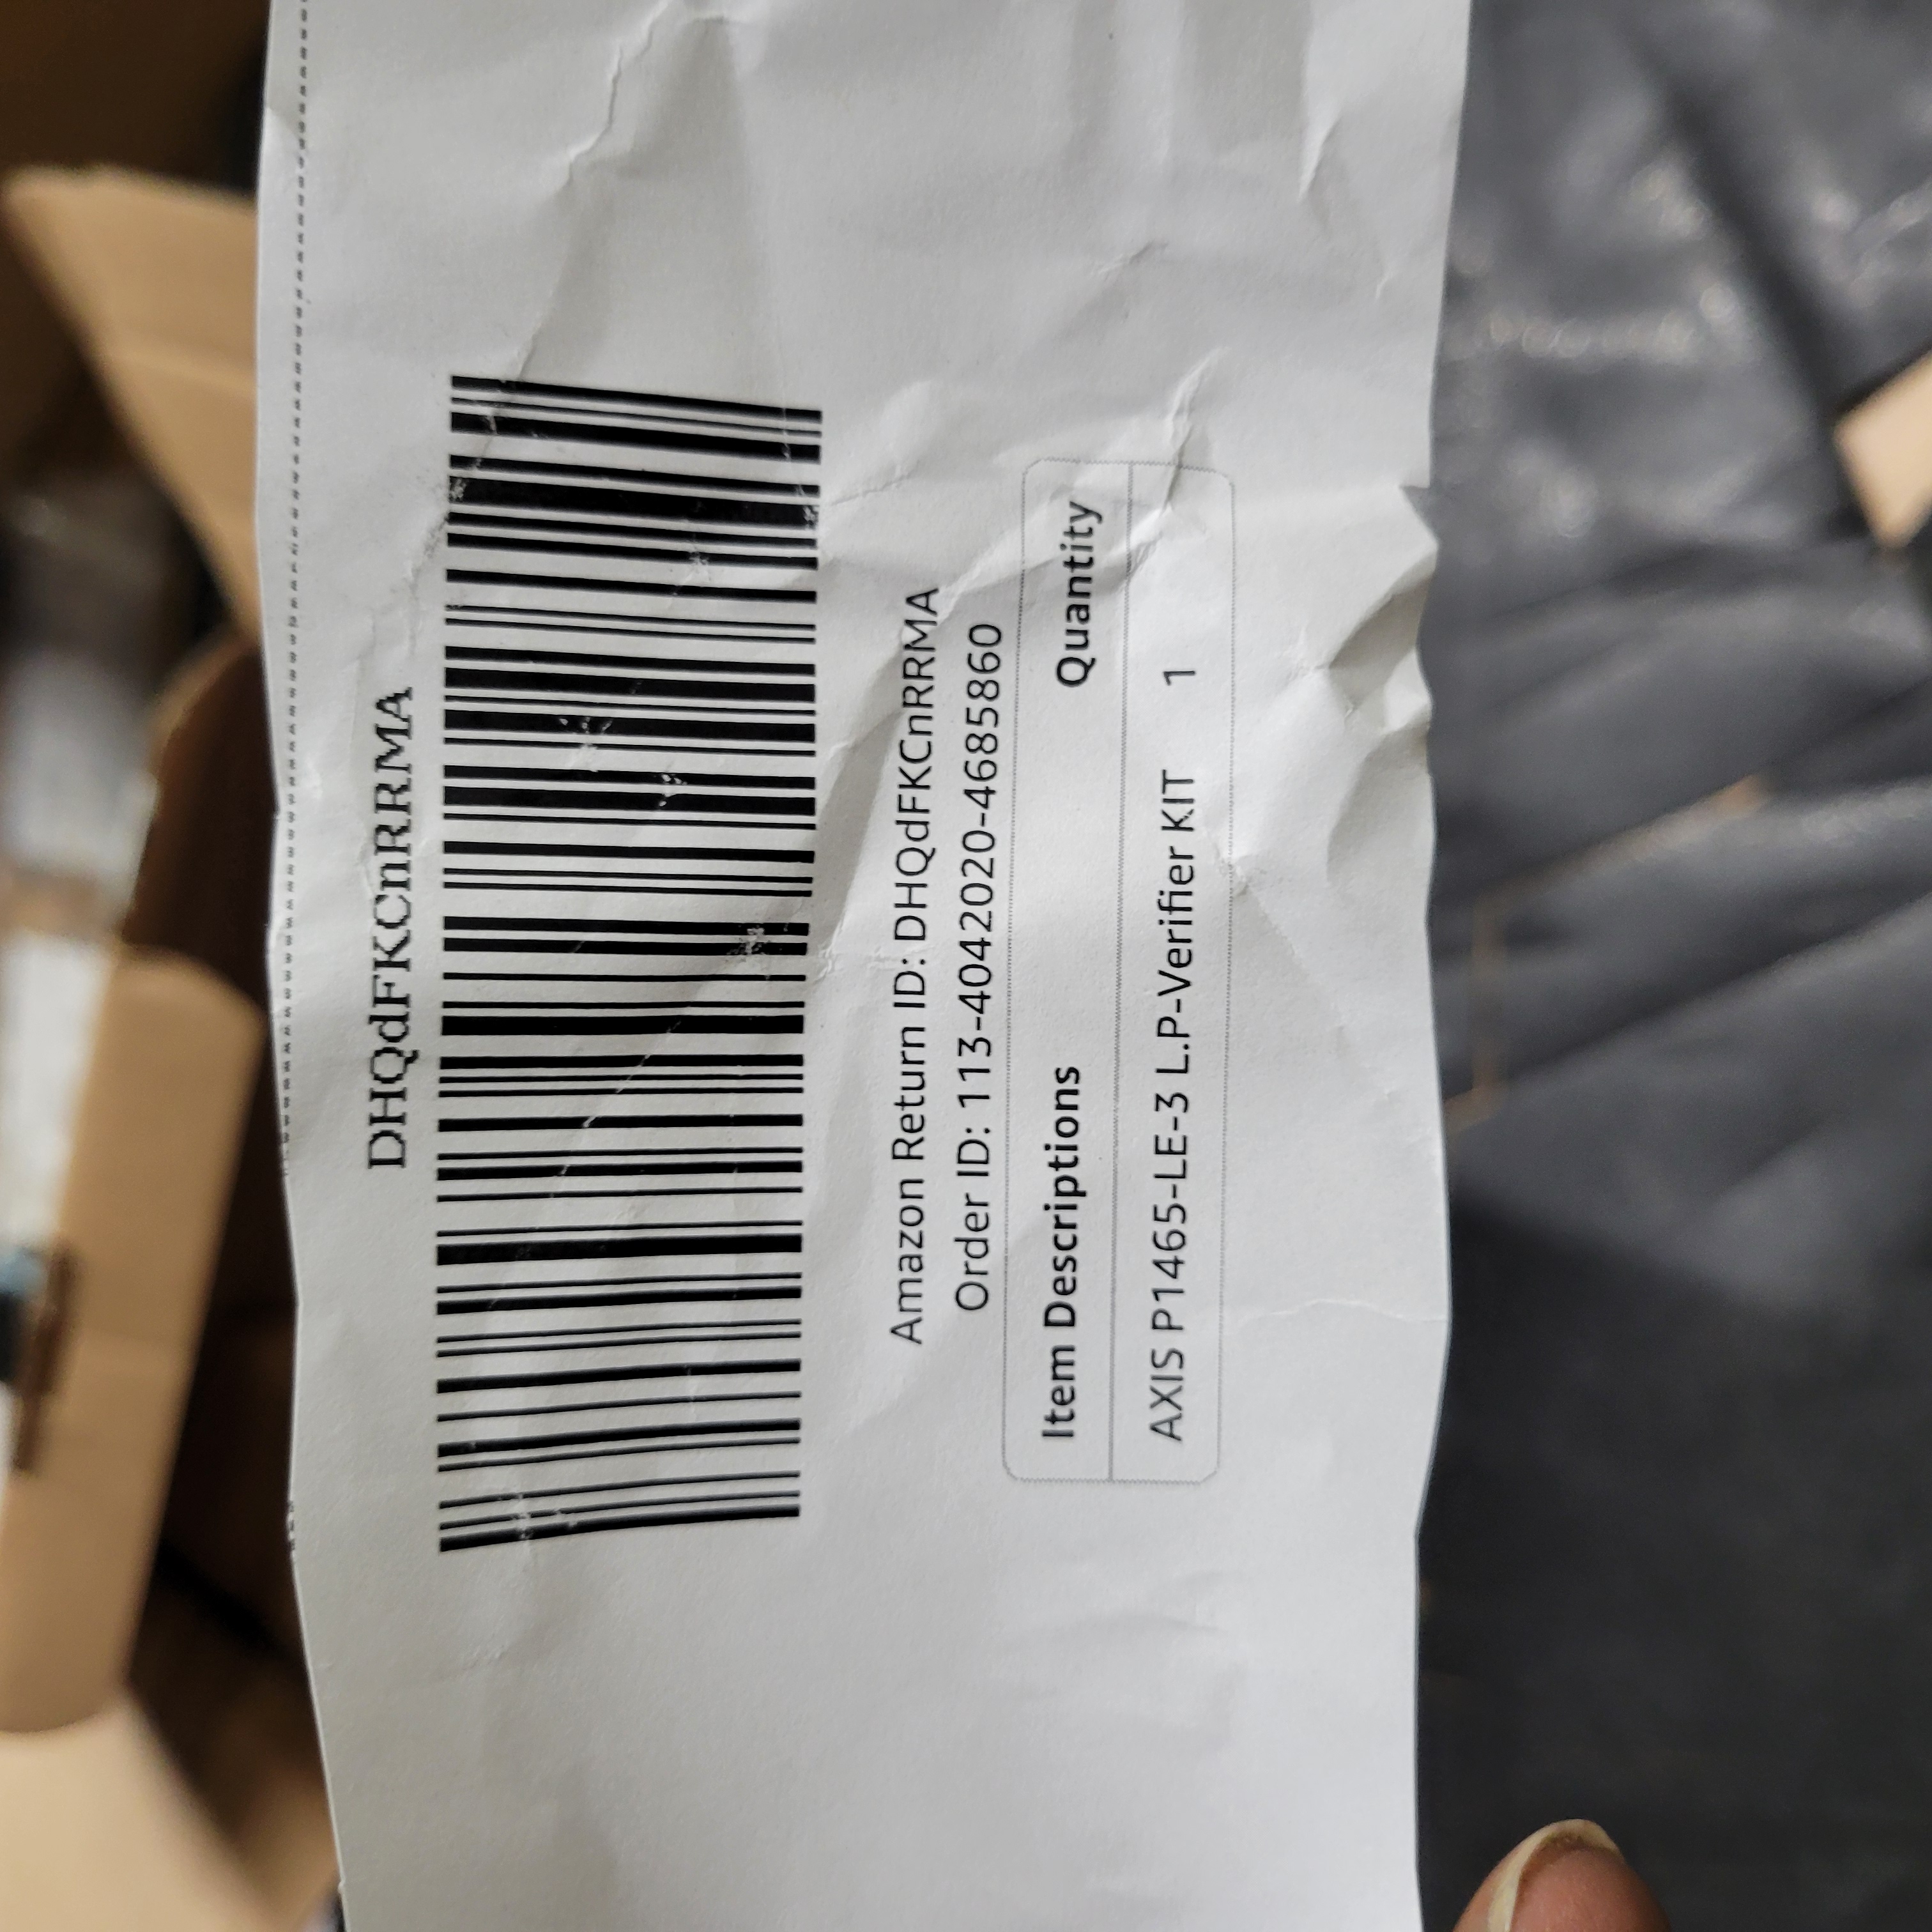 DHQdFKCnRRMA
Amazon Return ID: DHQdFKCnRRMA
Order ID: 113-4042020-4685860
Item Descriptions Quantity
AXIS P1465-LE-3 L.P-Verifier KIT 1